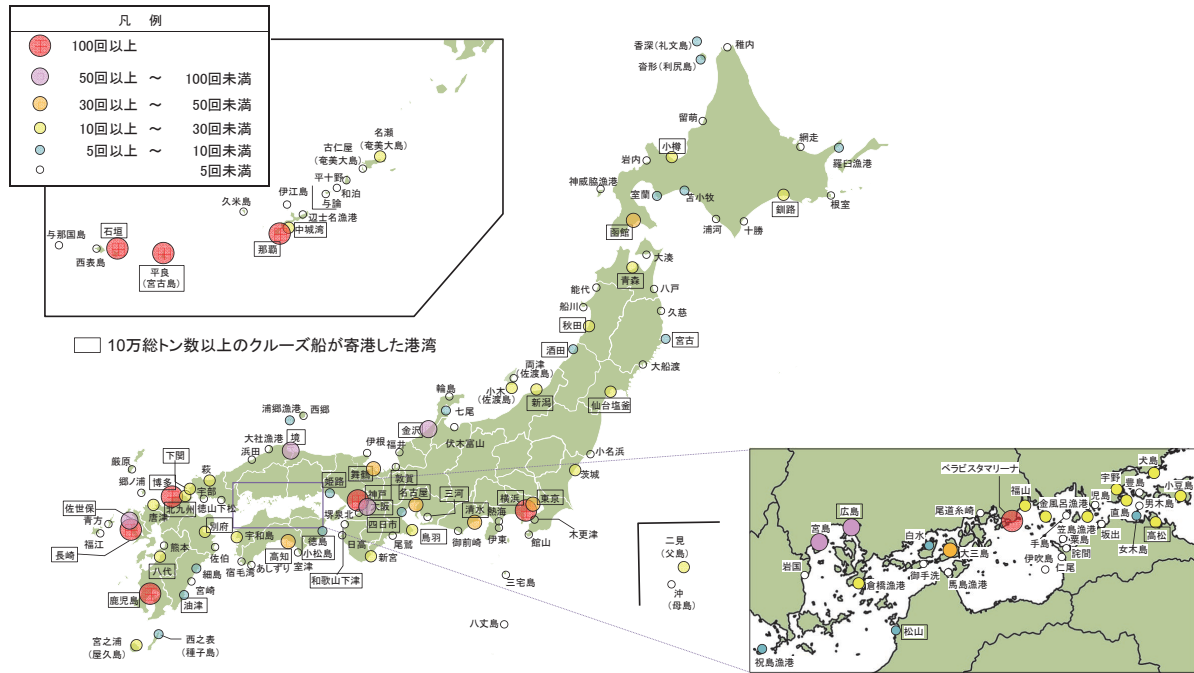 凡 例
100回以上
50回以上 ～ 100回未満
30回以上 ～ 50回未満
10回以上 ～ 30回未満
5回以上 ～ 10回未満
5回未満
名瀬
(奄美大島)
古仁屋
(奄美大島)
平十野
和泊
与論
伊江島
辺士名漁港
久米島
中城湾
那覇
与那国島
石垣
西表島
平良
(宮古島)
10万総トン数以上のクルーズ船が寄港した港湾
香深(礼文島)
稚内
沓形(利尻島)
留萌
網走
小樽
羅臼漁港
岩内
神威脇漁港
室蘭
苫小牧
釧路
根室
函館
浦河
十勝
大湊
青森
能代
八戸
船川
久慈
秋田
宮古
酒田
大船渡
両津
(佐渡島)
小木
(佐渡島)
新潟
仙台塩釜
輪島
七尾
金沢
伏木富山
小名浜
茨城
浦郷漁港
西郷
大社漁港
境
伊根
福井
浜田
舞鶴
敦賀
厳原
下関
萩
郷ノ浦
博多
宇部
北九州
徳山下松
姫路
神戸
大阪
名古屋
三河
横浜
東京
清水
熱海
佐世保
唐津
別府
堺泉北
四日市
鳥羽
御前崎
伊東
館山
木更津
青方
福江
熊本
宇和島
徳島
小松島
日高
尾鷲
長崎
佐伯
高知
室津
新宮
八代
細島
宿毛湾
あしずり
和歌山下津
宮崎
鹿児島
油津
三宅島
八丈島
宮之浦
(屋久島)
西之表
(種子島)
二見
(父島)
沖
(母島)
ベラビスタマリーナ
犬島
宇野
豊島
小豆島
福山
児島
金風呂漁港
男木島
尾道糸崎
笠島漁港
直島
広島
宮島
手島
粟島
坂出
高松
白水
詫間
女木島
大三島
伊吹島
仁尾
岩国
御手洗
倉橋漁港
馬島漁港
松山
祝島漁港